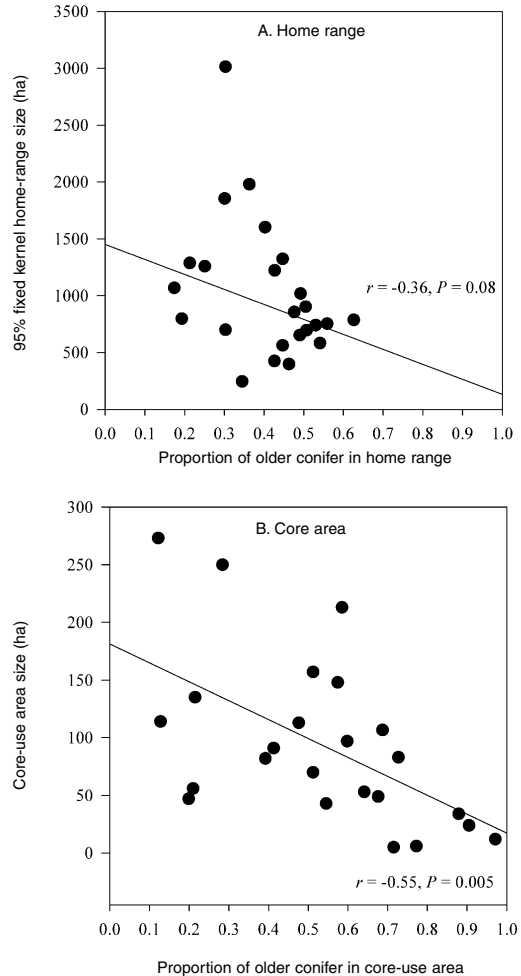 A. Home range
95% fixed kernel home-range size (ha)
3500
3000
2500
2000
1500
1000
500
0
r = -0.36, P = 0.08
0.0 0.1 0.2 0.3 0.4 0.5 0.6 0.7 0.8 0.9 1.0
Proportion of older conifer in home range
B. Core area
Core-use area size (ha)
300
250
200
150
100
50
0
r = -0.55, P = 0.005
0.0 0.1 0.2 0.3 0.4 0.5 0.6 0.7 0.8 0.9 1.0
Proportion of older conifer in core-use area